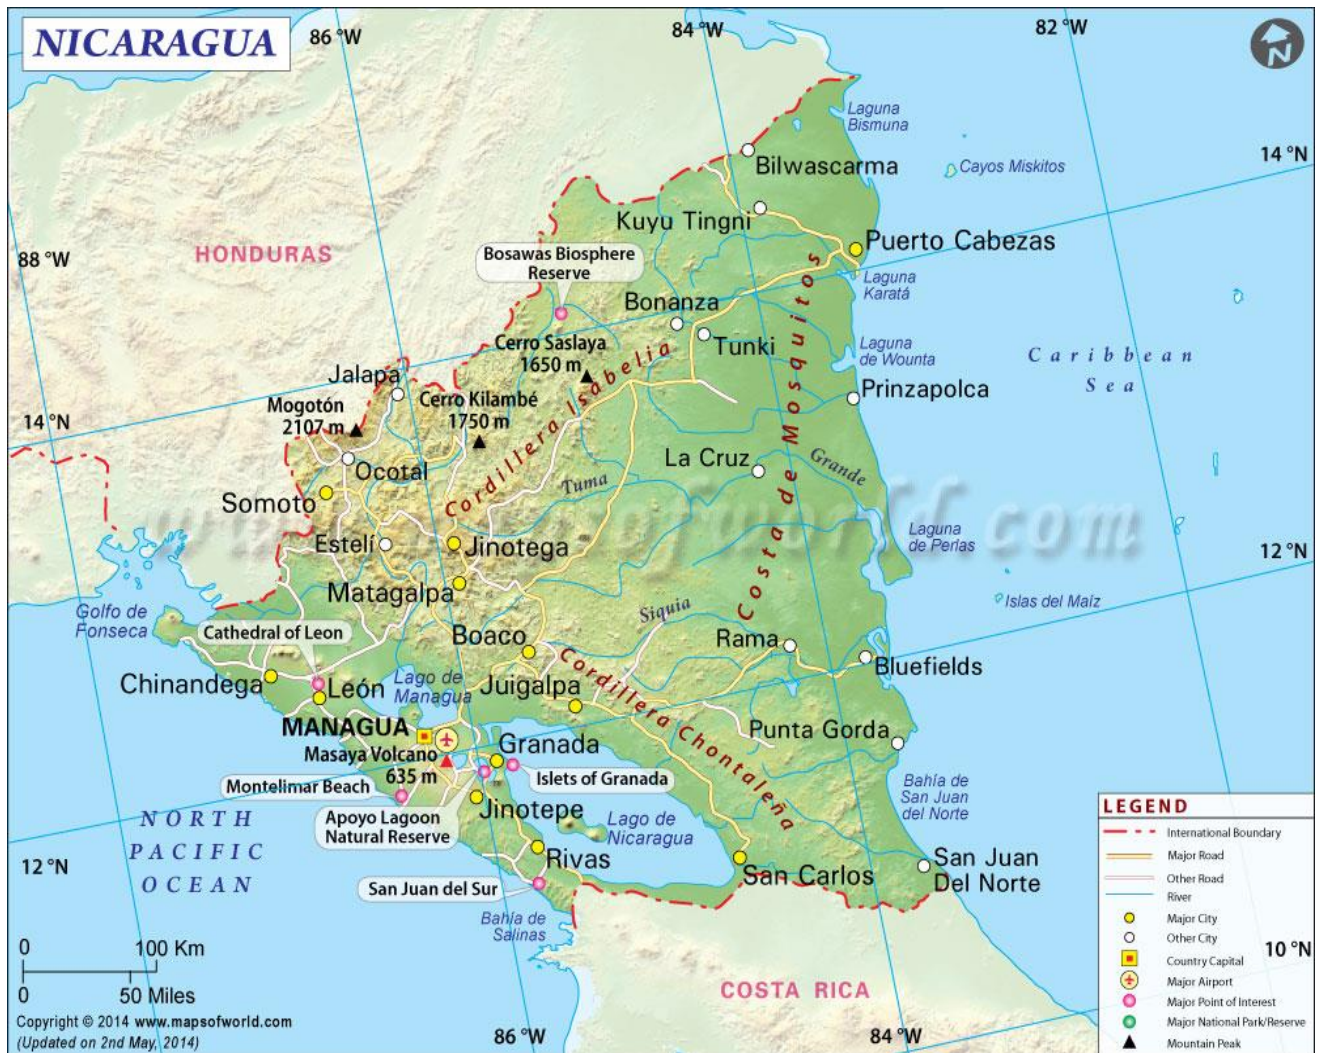 NICARAGUA
86 °W
84 °W
82 °W
Laguna
Bismuna
Bilwascarma
Cayos Miskitos
14 °N
Kuyu Tingni
Puerto Cabezas
HONDURAS
88 °W
Bosawas Biosphere
Reserve
Laguna
Karatá
Bonanza
Cerro Saslaya
1650 m
Tunki
Laguna
de Wounta
Caribbean
Sea
Jalapa
Mogotón
2107 m
Cerro Kilambé
1750 m
Prinzapolca
14 °N
Cordillera Isabelia
Costa de Mosquitos
Ocotal
La Cruz
Grande
Tuma
Somoto
Estelí
Jinotega
Laguna
de Perlas
12 °N
Matagalpa
Siquia
Islas del Maíz
Golfo de
Fonseca
Cathedral of Leon
Boaco
Rama
Bluefields
Chinandega
León
Lago de
Managua
Juigalpa
Cordillera Chontaleña
MANAGUA
Punta Gorda
Masaya Volcano
635 m
Granada
Islets of Granada
Montelimar Beach
Bahía de
San Juan
del Norte
Apoyo Lagoon
Natural Reserve
Jinotepe
Lago de
Nicaragua
NORTH
PACIFIC
OCEAN
12 °N
Rivas
San Carlos
San Juan
Del Norte
San Juan del Sur
Bahía de
Salinas
COSTA RICA
10 °N
86 °W
84 °W
0 100 Km
0 50 Miles
Copyright © 2014 www.mapsofworld.com
(Updated on 2nd May, 2014)
LEGEND
International Boundary
Major Road
Other Road
River
Major City
Other City
Country Capital
Major Airport
Major Point of Interest
Major National Park/Reserve
Mountain Peak
N
www.mapsofworld.com